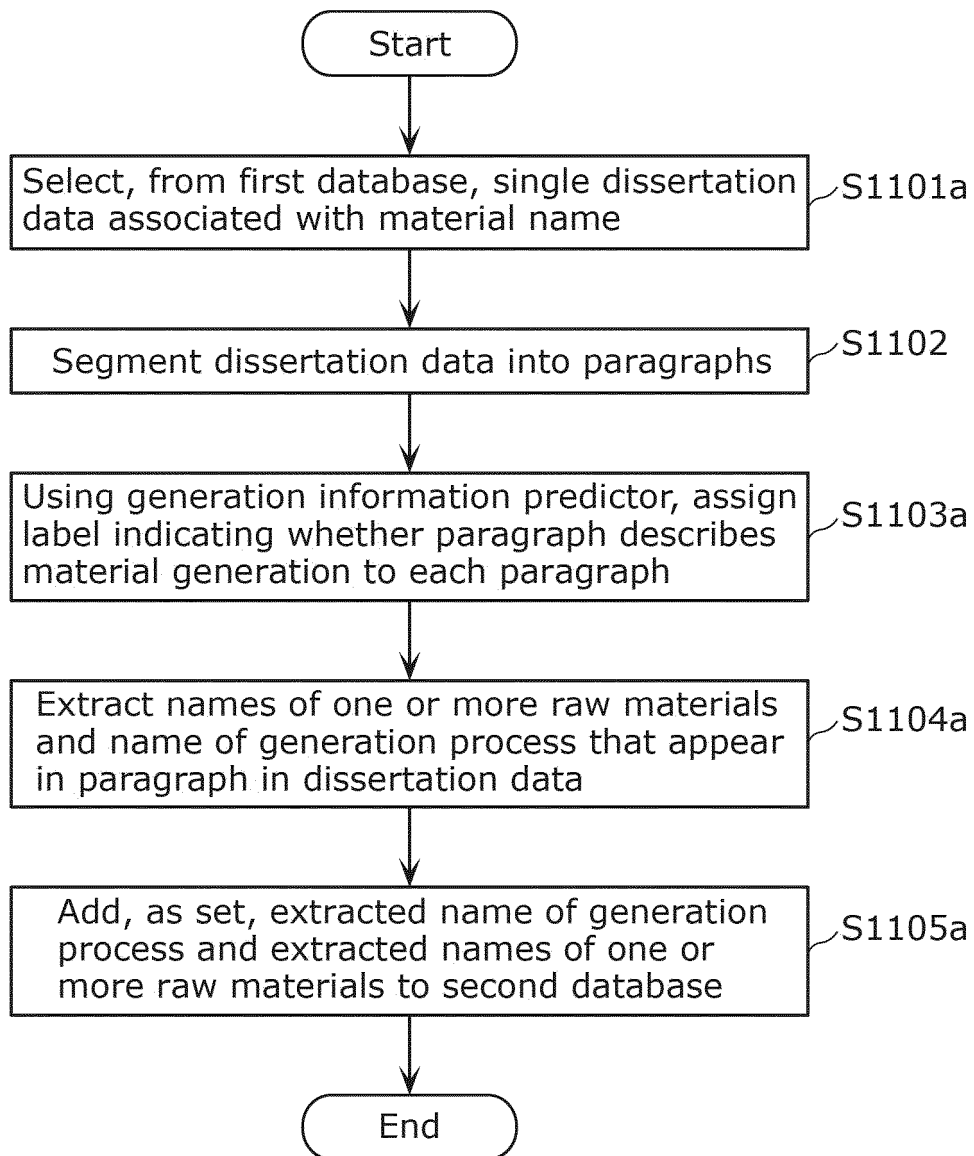 Start
Select, from first database, single dissertation
data associated with material name
S1101a
Segment dissertation data into paragraphs
S1102
Using generation information predictor, assign
label indicating whether paragraph describes
material generation to each paragraph
S1103a
Extract names of one or more raw materials
and name of generation process that appear
in paragraph in dissertation data
S1104a
Add, as set, extracted name of generation
process and extracted names of one or
more raw materials to second database
S1105a
End